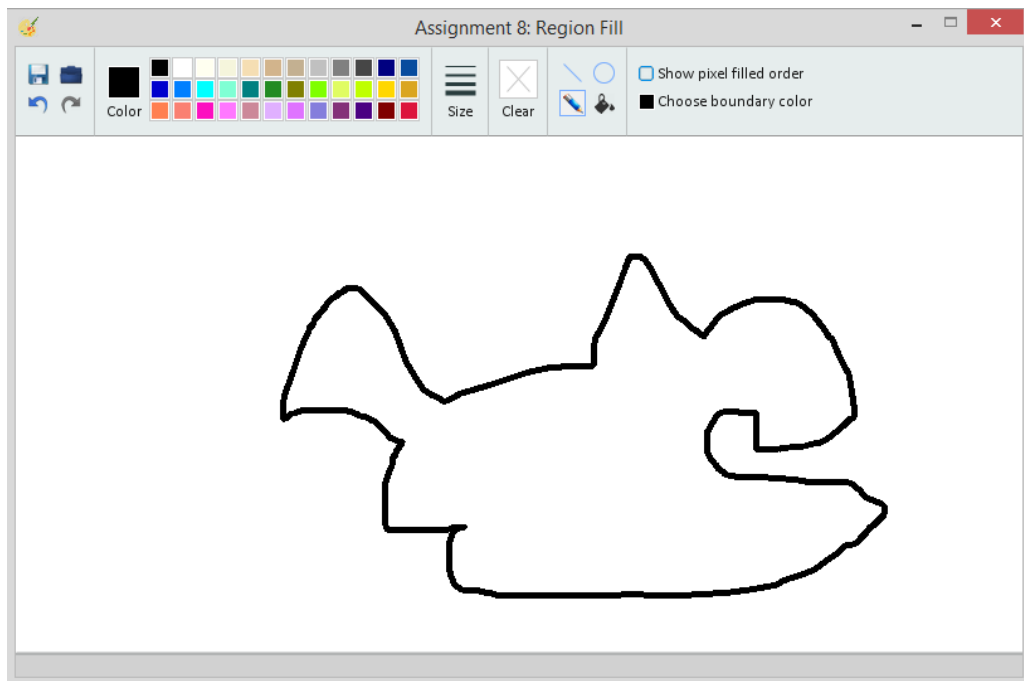 Assignment 8: Region Fill
Show pixel filled order
Choose boundary color
Color
Size
Clear